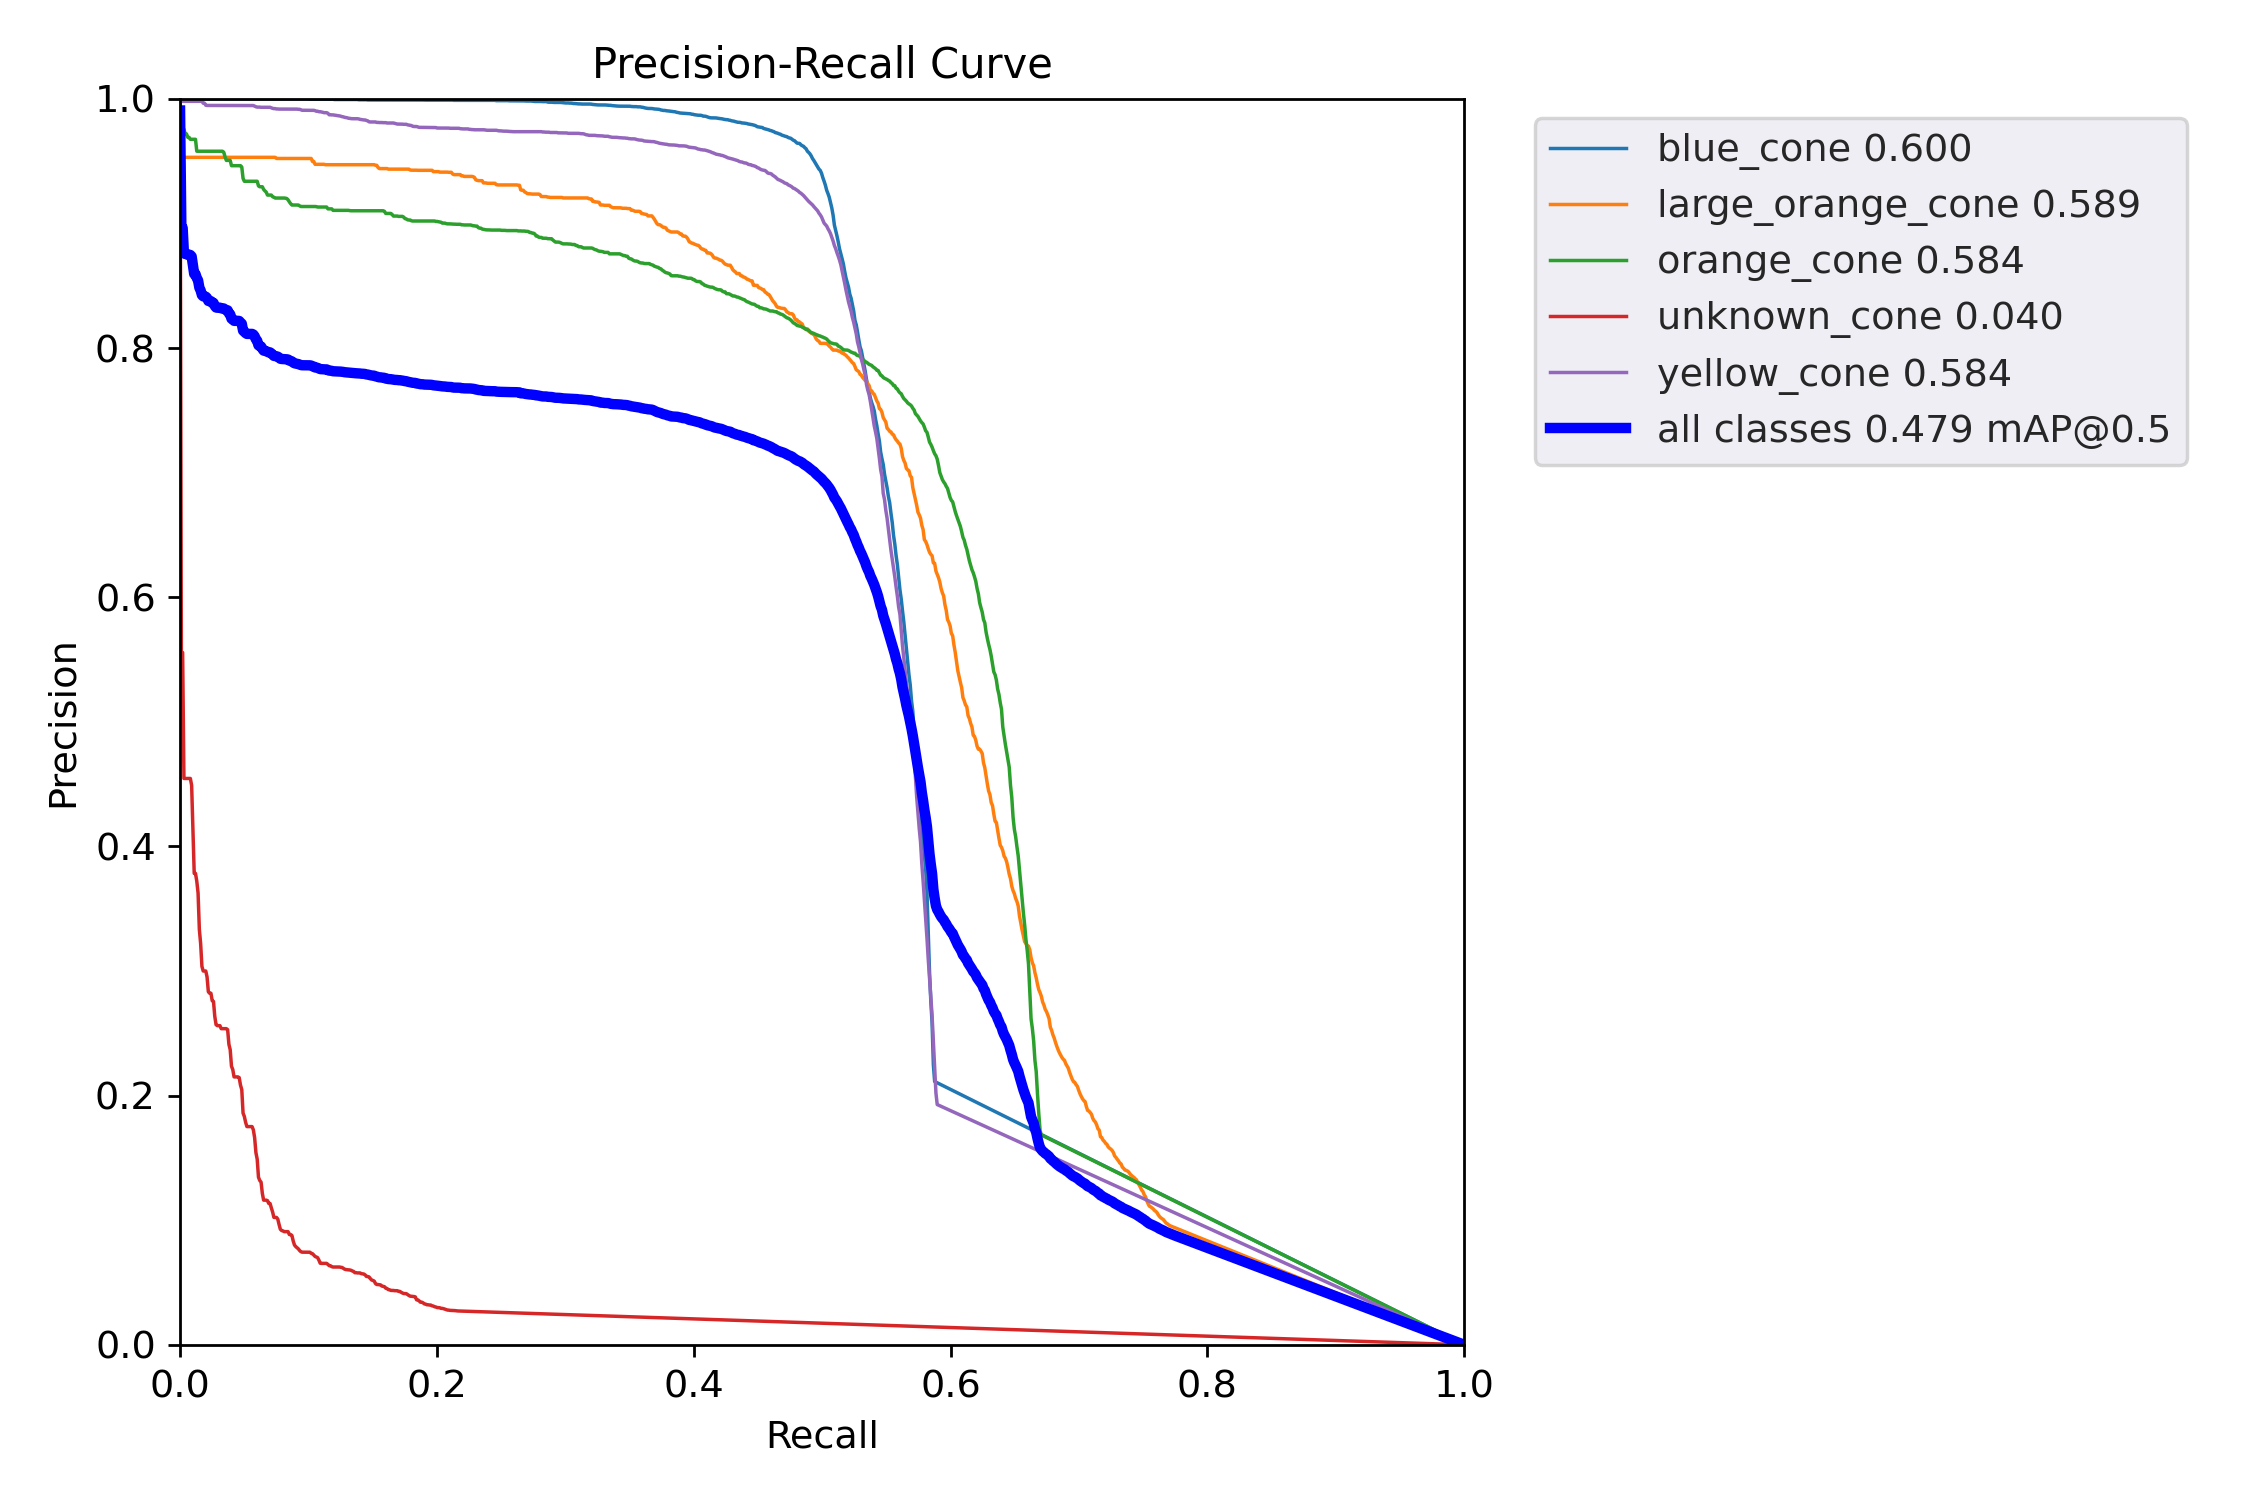 Precision-Recall Curve
1.0
0.8
0.6
0.4
0.2
0.0
Precision
0.0 0.2 0.4 0.6 0.8 1.0
Recall
blue_cone 0.600
large_orange_cone 0.589
orange_cone 0.584
unknown_cone 0.040
yellow_cone 0.584
all classes 0.479 mAP@0.5